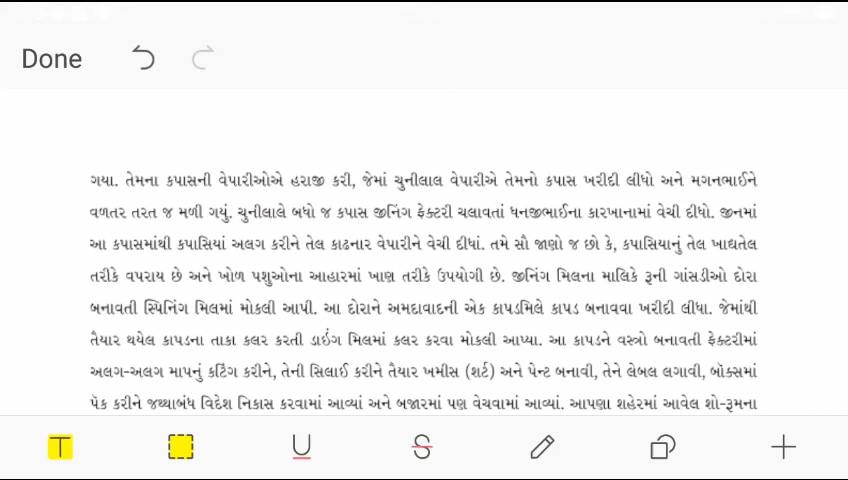 Done
ગયા. તેમના કપાસની વેપારીઓએ હરાજી કરી, જેમાં ચુનીલાલ વેપારીએ તેમનો કપાસ ખરીદી લીધો અને મગનભાઈને
વળતર તરત જ મળી ગયું. ચુનીલાલે બધો જ કપાસ જીનિંગ ફેક્ટરી ચલાવતાં ધનજીભાઈના કારખાનામાં વેચી દીધો. જીનમાં
આ કપાસમાંથી કપાસિયાં અલગ કરીને તેલ કાઢનાર વેપારીને વેચી દીધાં. તમે સૌ જાણો જ છો કે, કપાસિયાનું તેલ ખાદ્યતેલ
તરીકે વપરાય છે અને ખોળ પશુઓના આહારમાં ખાણ તરીકે ઉપયોગી છે. જીનિંગ મિલના માલિકે રૂની ગાંસડીઓ દોરા
બનાવતી સ્પિનિંગ મિલમાં મોકલી આપી. આ દોરાને અમદાવાદની એક કાપડમિલે કાપડ બનાવવા ખરીદી લીધા. જેમાંથી
તૈયાર થયેલ કાપડના તાકા કલર કરતી ડાઇંગ મિલમાં કલર કરવા મોકલી આપ્યા. આ કાપડને વસ્ત્રો બનાવતી ફેક્ટરીમાં
અલગ-અલગ માપનું કટિંગ કરીને, તેની સિલાઈ કરીને તૈયાર ખમીસ (શર્ટ) અને પેન્ટ બનાવી, તેને લેબલ લગાવી, બૉક્સમાં
પૅક કરીને જથ્થાબંધ વિદેશ નિકાસ કરવામાં આવ્યાં અને બજારમાં પણ વેચવામાં આવ્યાં. આપણા શહેરમાં આવેલ શો-રૂમના
T U S